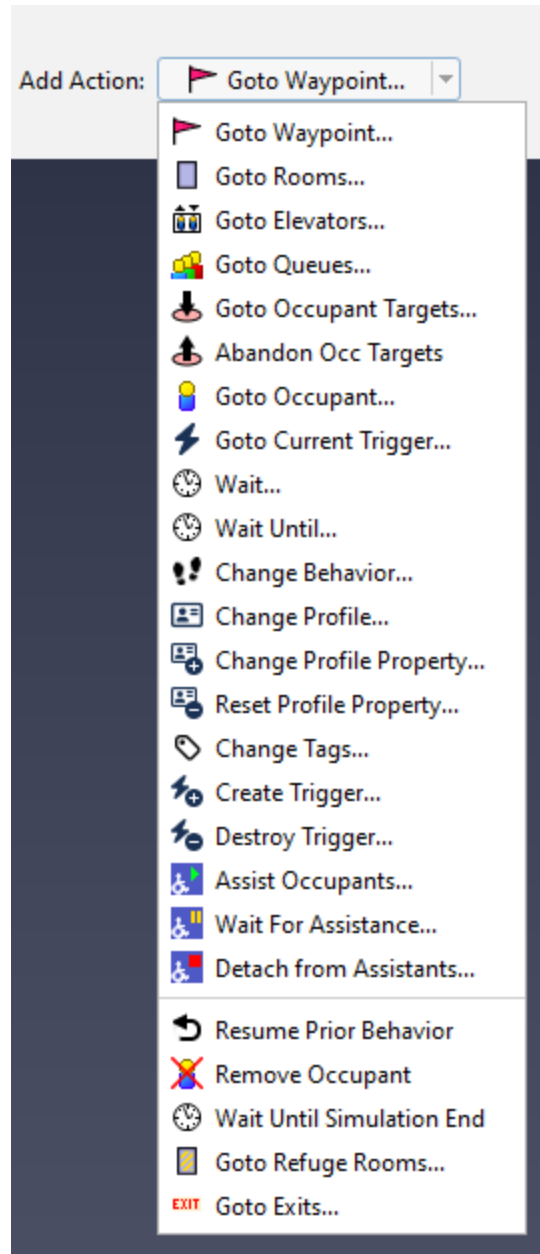 Add Action: Goto Waypoint...
Goto Waypoint...
Goto Rooms...
Goto Elevators...
Goto Queues...
Goto Occupant Targets...
Abandon Occ Targets
Goto Occupant...
Goto Current Trigger...
Wait...
Wait Until...
Change Behavior...
Change Profile...
Change Profile Property...
Reset Profile Property...
Change Tags...
Create Trigger...
Destroy Trigger...
Assist Occupants...
Wait For Assistance...
Detach from Assistants...
Resume Prior Behavior
Remove Occupant
Wait Until Simulation End
Goto Refuge Rooms...
EXIT Goto Exits...